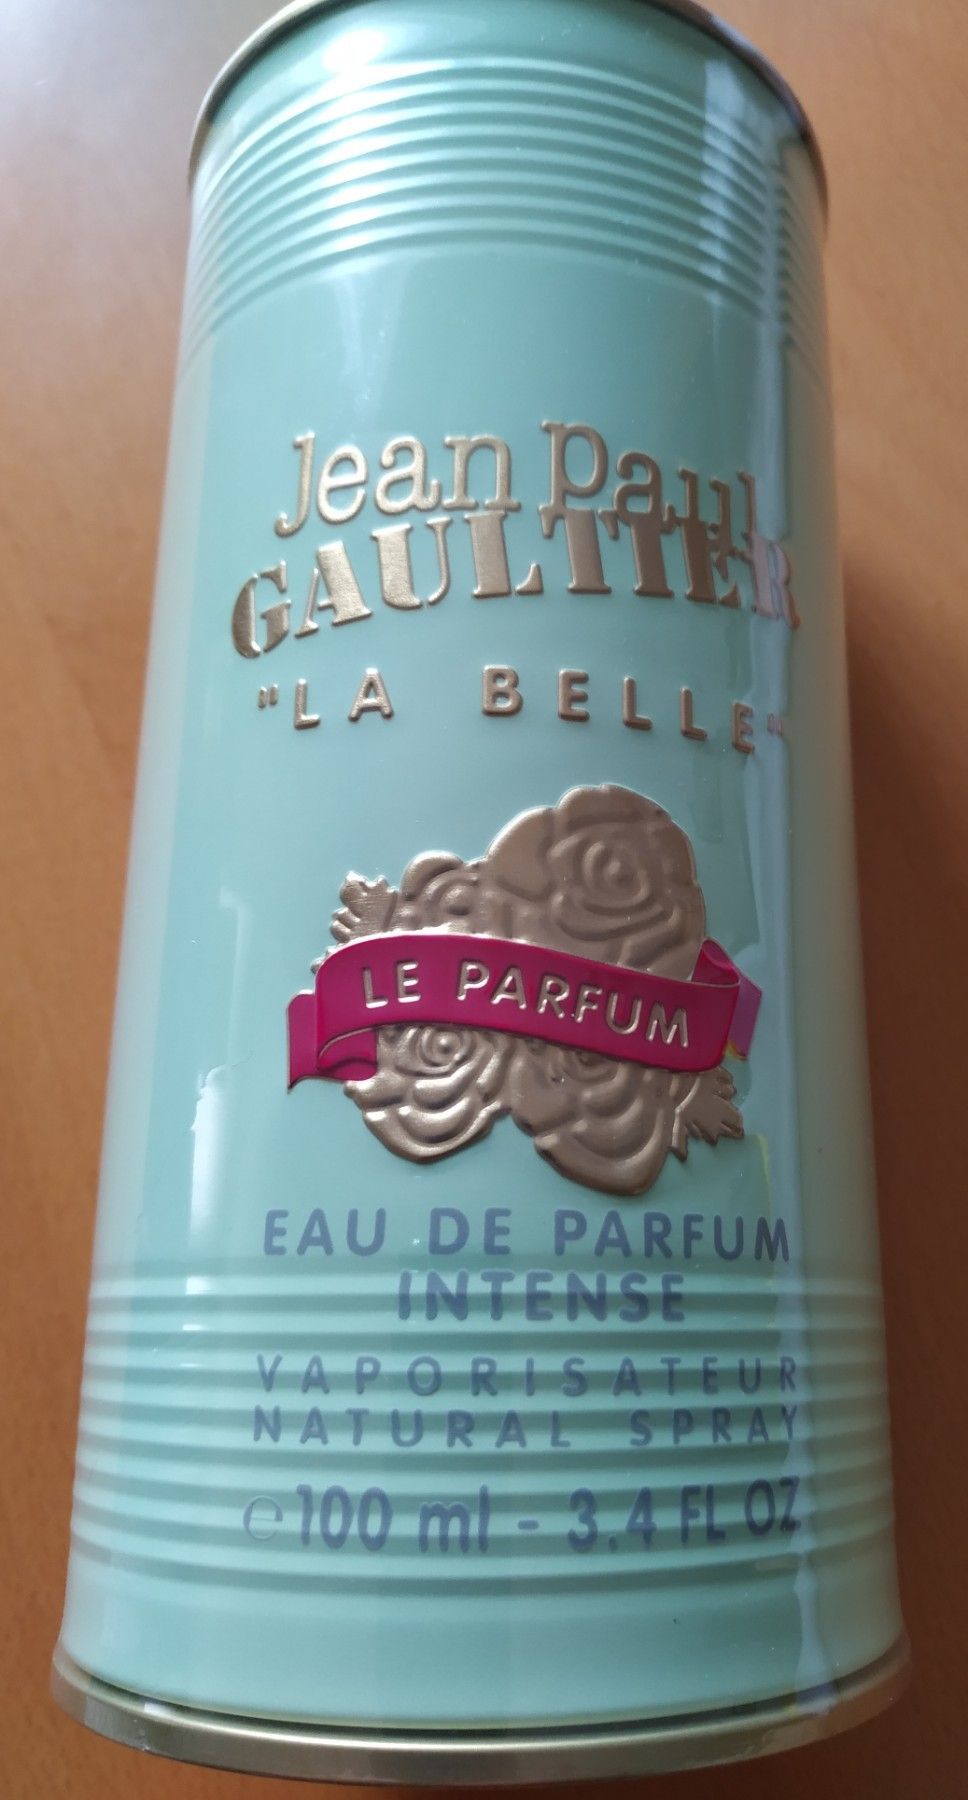 Jean Paul
GAULTIER
"LA BELLE"
LE PARFUM
EAU DE PARFUM
INTENSE
VAPORISATEUR
NATURAL SPRAY
℮ 100 ml - 3.4 FL OZ